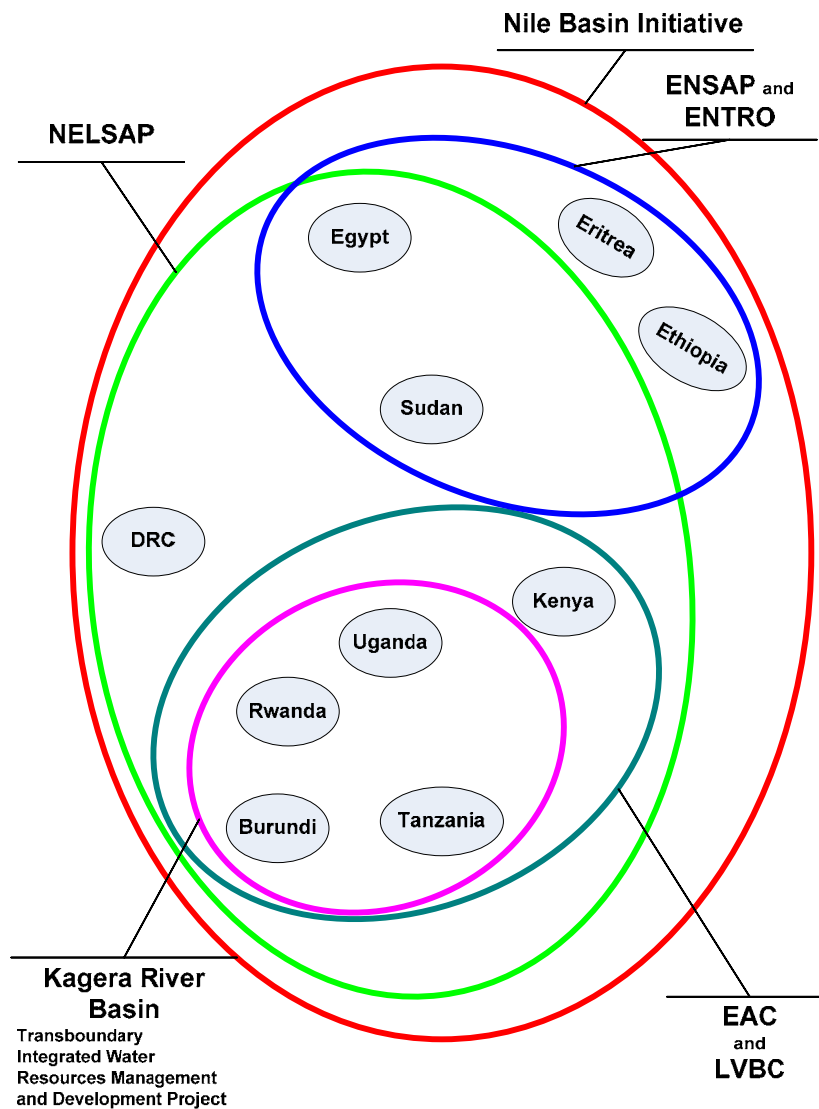 Nile Basin Initiative
ENSAP and
ENTRO
NELSAP
Egypt
Eritrea
Ethiopia
Sudan
DRC
Kenya
Uganda
Rwanda
Burundi
Tanzania
Kagera River
Basin
Transboundary
Integrated Water
Resources Management
and Development Project
EAC
and
LVBC